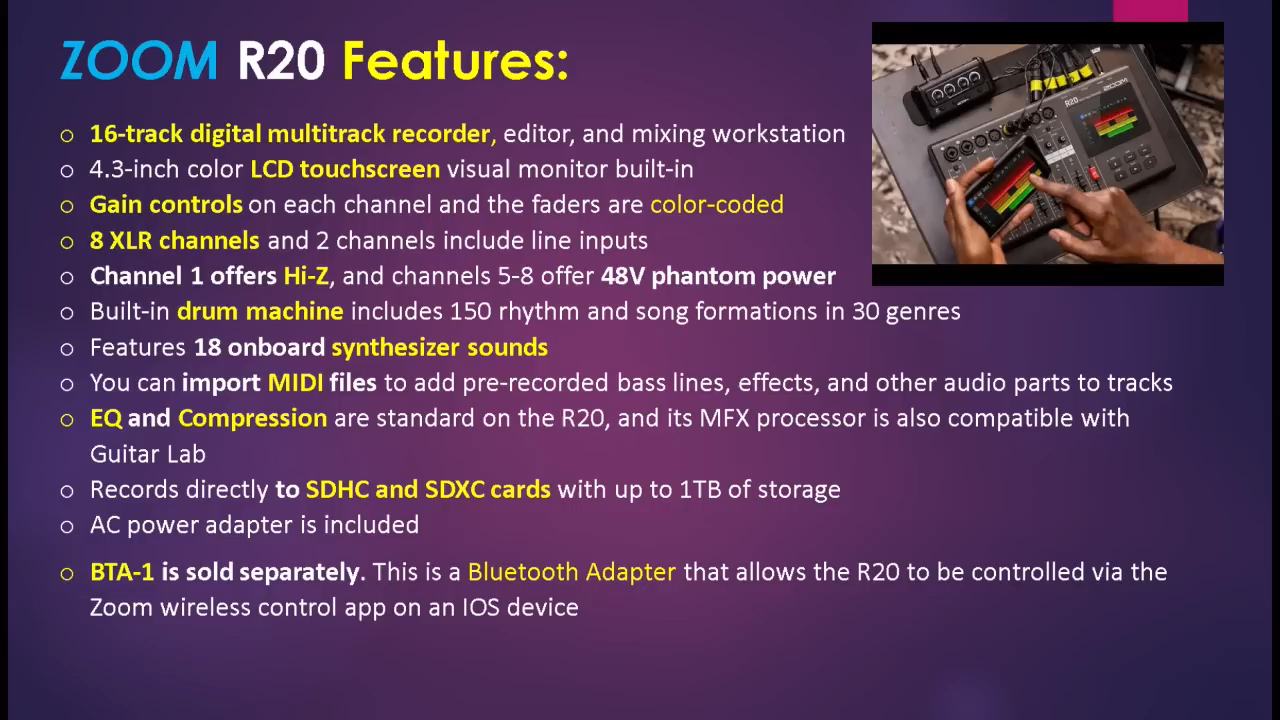 ZOOM R20 Features:
16-track digital multitrack recorder, editor, and mixing workstation
4.3-inch color LCD touchscreen visual monitor built-in
Gain controls on each channel and the faders are color-coded
8 XLR channels and 2 channels include line inputs
Channel 1 offers Hi-Z, and channels 5-8 offer 48V phantom power
Built-in drum machine includes 150 rhythm and song formations in 30 genres
Features 18 onboard synthesizer sounds
You can import MIDI files to add pre-recorded bass lines, effects, and other audio parts to tracks
EQ and Compression are standard on the R20, and its MFX processor is also compatible with
Guitar Lab
Records directly to SDHC and SDXC cards with up to 1TB of storage
AC power adapter is included
BTA-1 is sold separately. This is a Bluetooth Adapter that allows the R20 to be controlled via the
Zoom wireless control app on an IOS device
R20
ZOOM